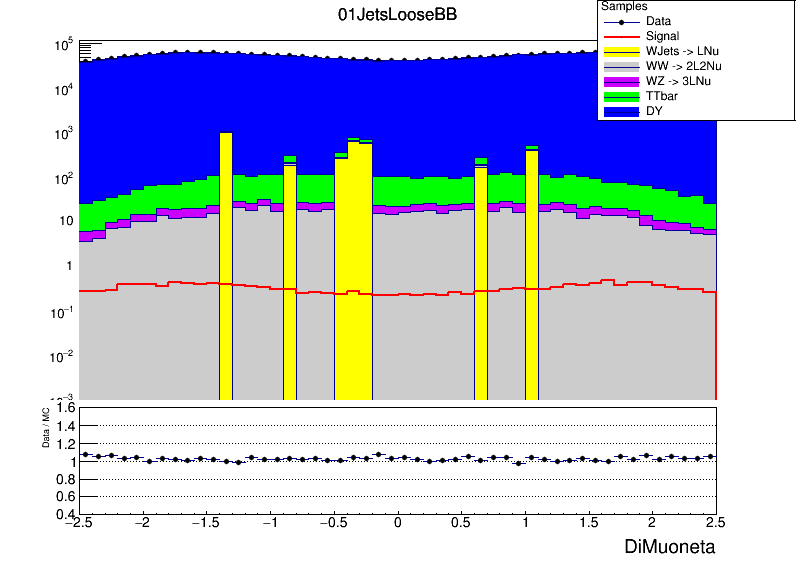 01JetsLooseBB
Samples
Data
Signal
WJets -> LNu
WW -> 2L2Nu
WZ -> 3LNu
TTbar
DY
10^5
10^4
10^3
10^2
10
1
10^−1
10^−2
−3
Data / MC
1.6
1.4
1.2
1
0.8
0.6
0.4
−2.5 −2 −1.5 −1 −0.5 0 0.5 1 1.5 2 2.5
DiMuoneta